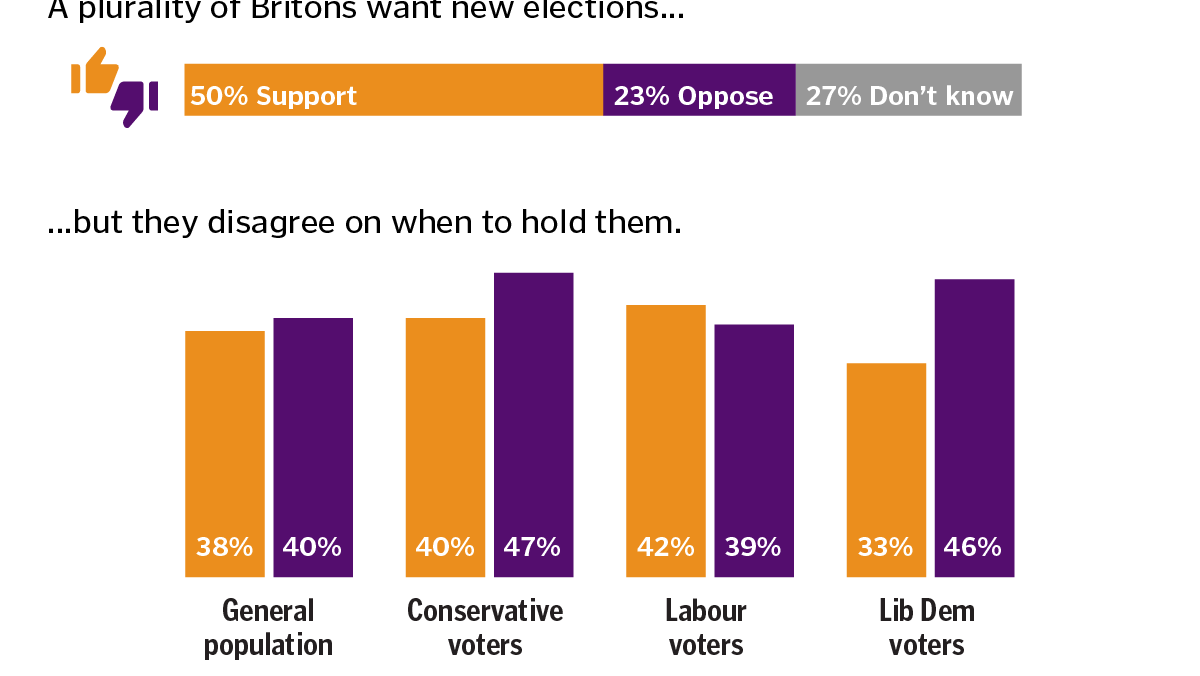 A plurality of Britons want new elections...
50% Support 23% Oppose 27% Don’t know
...but they disagree on when to hold them.
38% 40% 40% 47% 42% 39% 33% 46%
General population
Conservative voters
Labour voters
Lib Dem voters